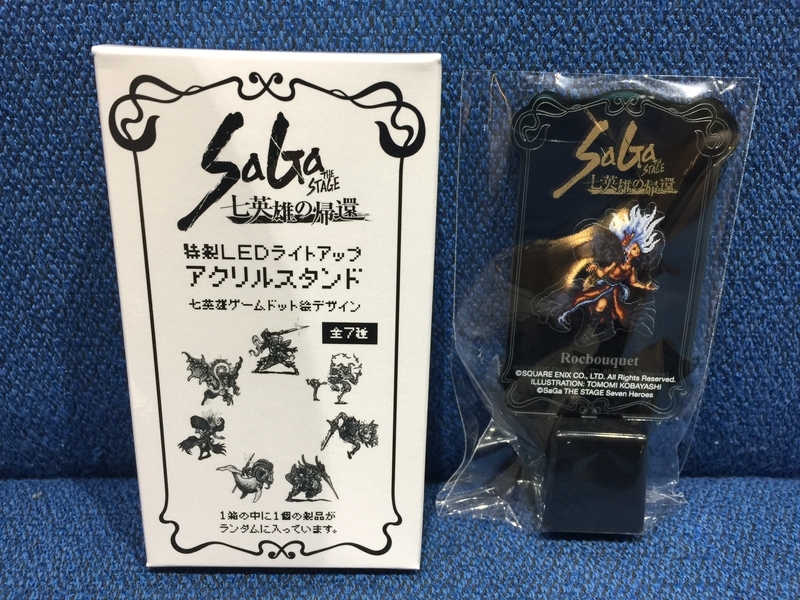 SaGa
THE
STAGE
七英雄の帰還
特製LEDライトアップ
アクリルスタンド
七英雄ゲームドット絵デザイン
全7種
1箱の中に1個の製品が
ランダムに入っています。
SaGa
THE
STAGE
七英雄の帰還
Rocbouquet
©SQUARE ENIX CO., LTD. All Rights Reserved.
ILLUSTRATION: TOMOMI KOBAYASHI
©SaGa THE STAGE Seven Heroes